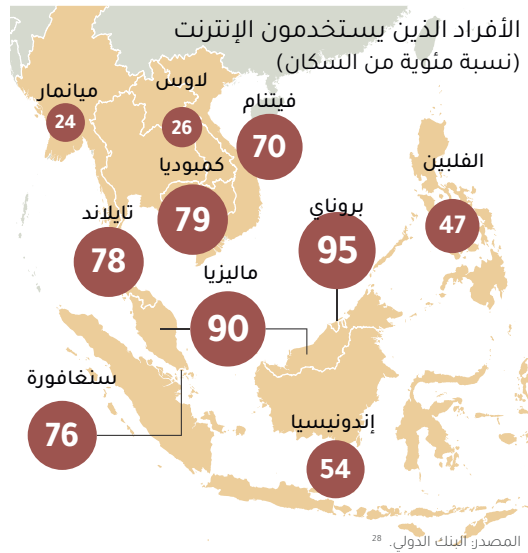 الأفراد الذين يستخدمون الإنترنت
(نسبة مئوية من السكان)
لاوس
26
ميانمار
24
فيتنام
70
كمبوديا
79
الفلبين
47
تايلاند
78
بروناي
95
ماليزيا
90
سنغافورة
76
إندونيسيا
54
المصدر: البنك الدولي. 28